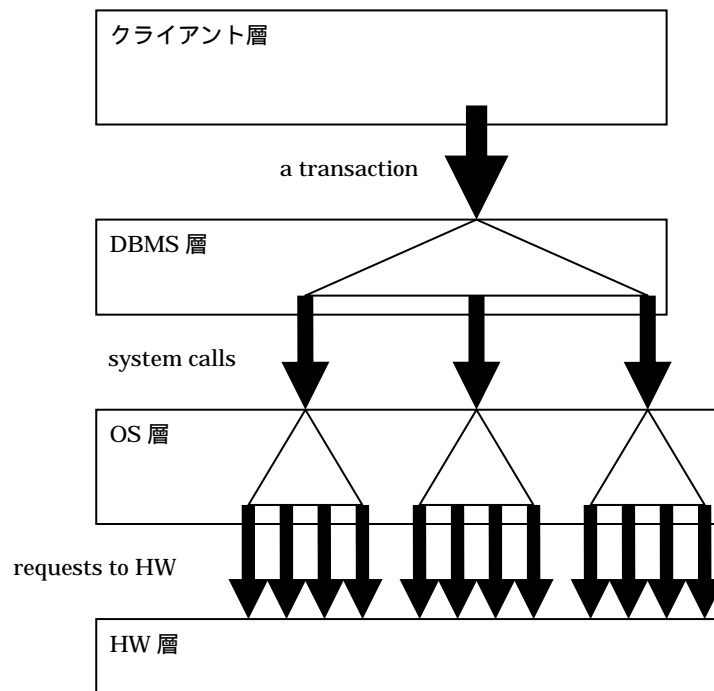 クライアント層
a transaction
DBMS 層
system calls
OS 層
requests to HW
HW 層